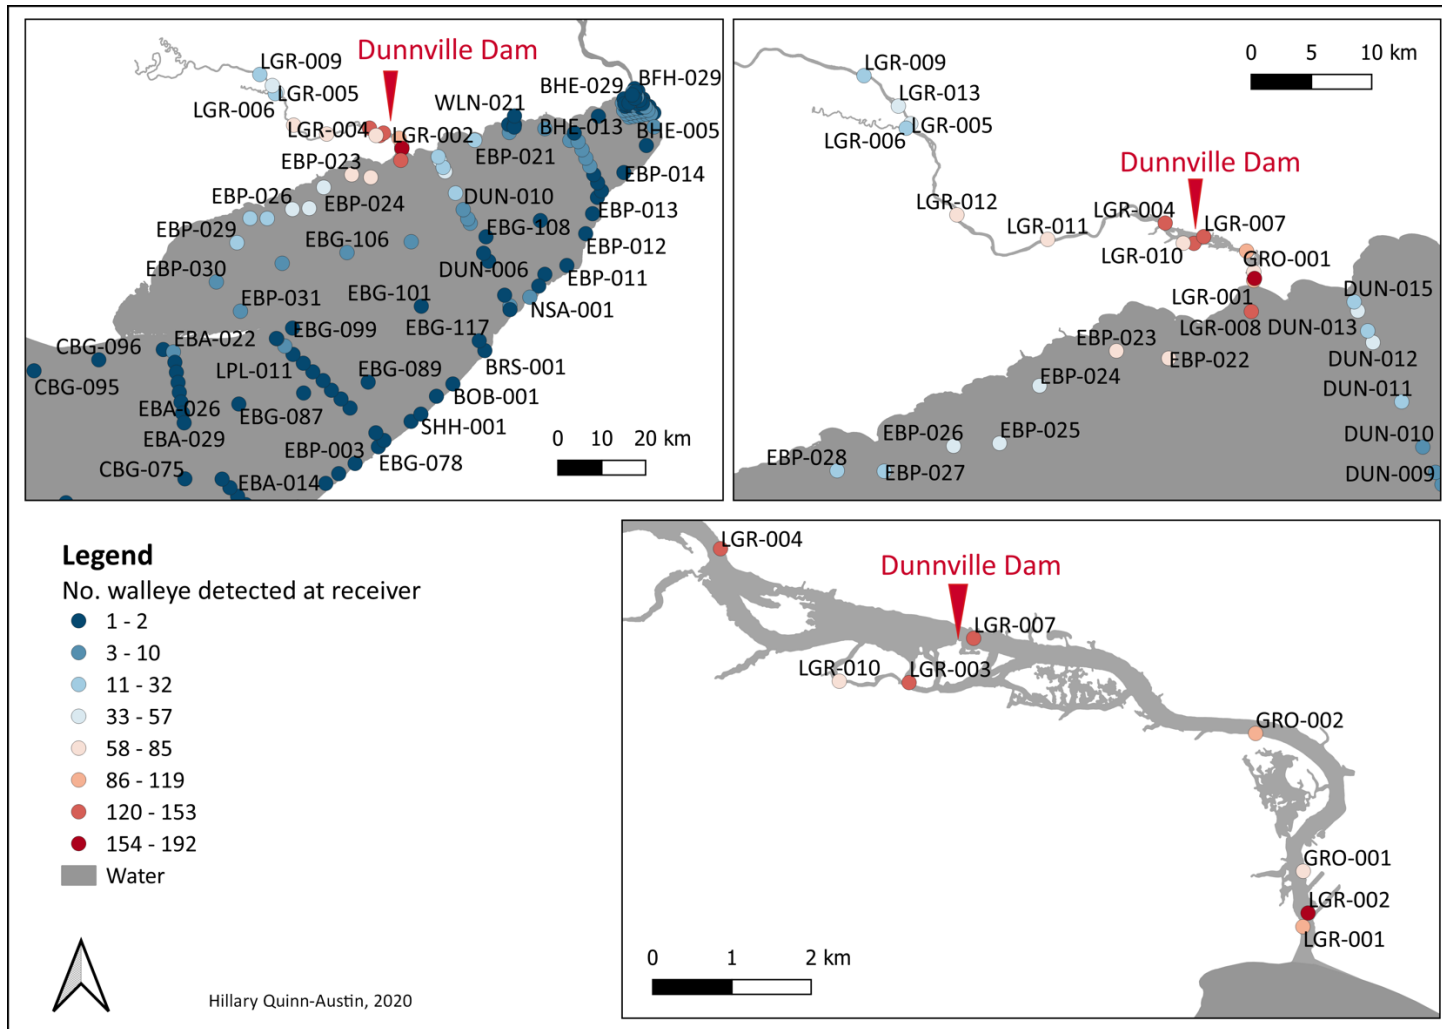 Dunnville Dam
LGR-009
LGR-005
LGR-006
LGR-004
LGR-002
WLN-021
BHE-029
BFH-029
BHE-013
BHE-005
EBP-023
EBP-021
EBP-014
EBP-026
EBP-024
DUN-010
EBP-013
EBP-029
EBG-106
EBG-108
EBP-012
EBP-030
DUN-006
EBP-011
EBP-031
EBG-101
NSA-001
EBG-099
EBG-117
CBG-096
EBA-022
LPL-011
EBG-089
BRS-001
CBG-095
BOB-001
EBA-026
EBG-087
SHH-001
EBA-029
EBP-003
EBG-078
CBG-075
EBA-014
0 10 20 km
0 5 10 km
LGR-009
LGR-013
LGR-005
LGR-006
Dunnville Dam
LGR-012
LGR-004
LGR-007
LGR-011
LGR-010
GRO-001
LGR-001
DUN-015
LGR-008
DUN-013
EBP-023
EBP-022
DUN-012
EBP-024
DUN-011
EBP-026
EBP-025
DUN-010
EBP-028
EBP-027
DUN-009
Legend
No. walleye detected at receiver
1 - 2
3 - 10
11 - 32
33 - 57
58 - 85
86 - 119
120 - 153
154 - 192
Water
Hillary Quinn-Austin, 2020
LGR-004
Dunnville Dam
LGR-007
LGR-010
LGR-003
GRO-002
GRO-001
LGR-002
LGR-001
0 1 2 km